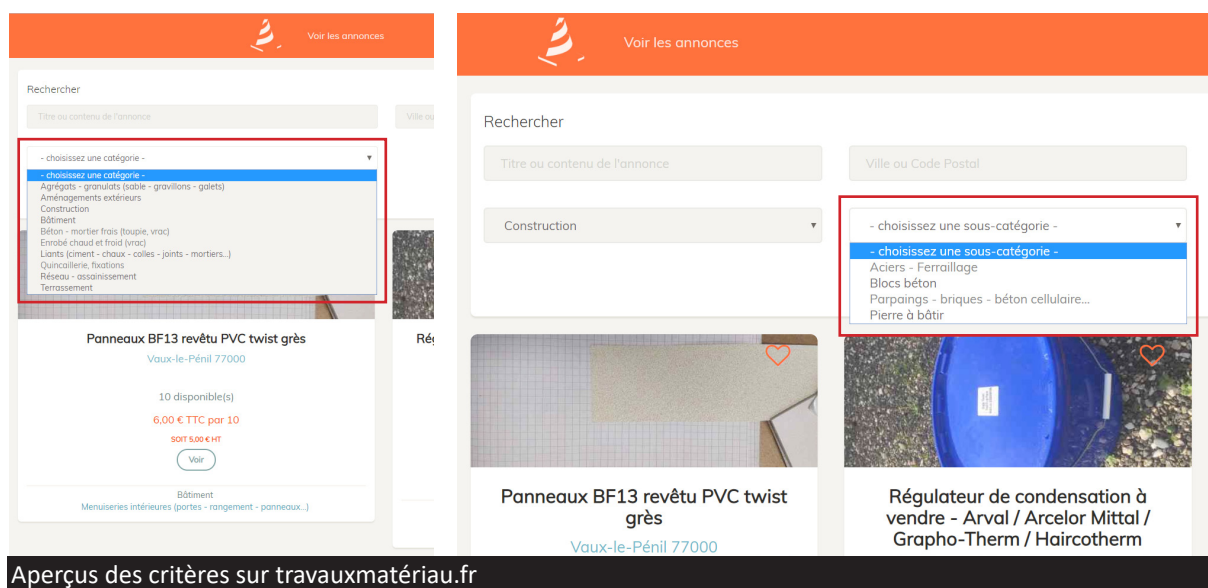 Voir les annonces
Rechercher
Titre ou contenu de l'annonce
Ville ou
- choisissez une catégorie -
- choisissez une catégorie -
Agrégats - granulats (sable - gravillons - galets)
Aménagements extérieurs
Construction
Bâtiment
Béton - mortier frais (toupie, vrac)
Enrobé chaud et froid (vrac)
Liants (ciment - chaux - colles - joints - mortiers...)
Quincaillerie, fixations
Réseau - assainissement
Terrassement
Panneaux BF13 revêtu PVC twist grès
Vaux-le-Pénil 77000
10 disponible(s)
6,00 € TTC par 10
SOIT 5,00 € HT
Voir
Bâtiment
Menuiseries intérieures (portes - rangement - panneaux...)
Rég
Voir les annonces
Rechercher
Titre ou contenu de l'annonce
Ville ou Code Postal
Construction
- choisissez une sous-catégorie -
- choisissez une sous-catégorie -
Aciers - Ferraillage
Blocs béton
Parpaings - briques - béton cellulaire...
Pierre à bâtir
Panneaux BF13 revêtu PVC twist
grès
Vaux-le-Pénil 77000
Régulateur de condensation à
vendre - Arval / Arcelor Mittal /
Grapho-Therm / Haircotherm
Aperçus des critères sur travauxmatériau.fr